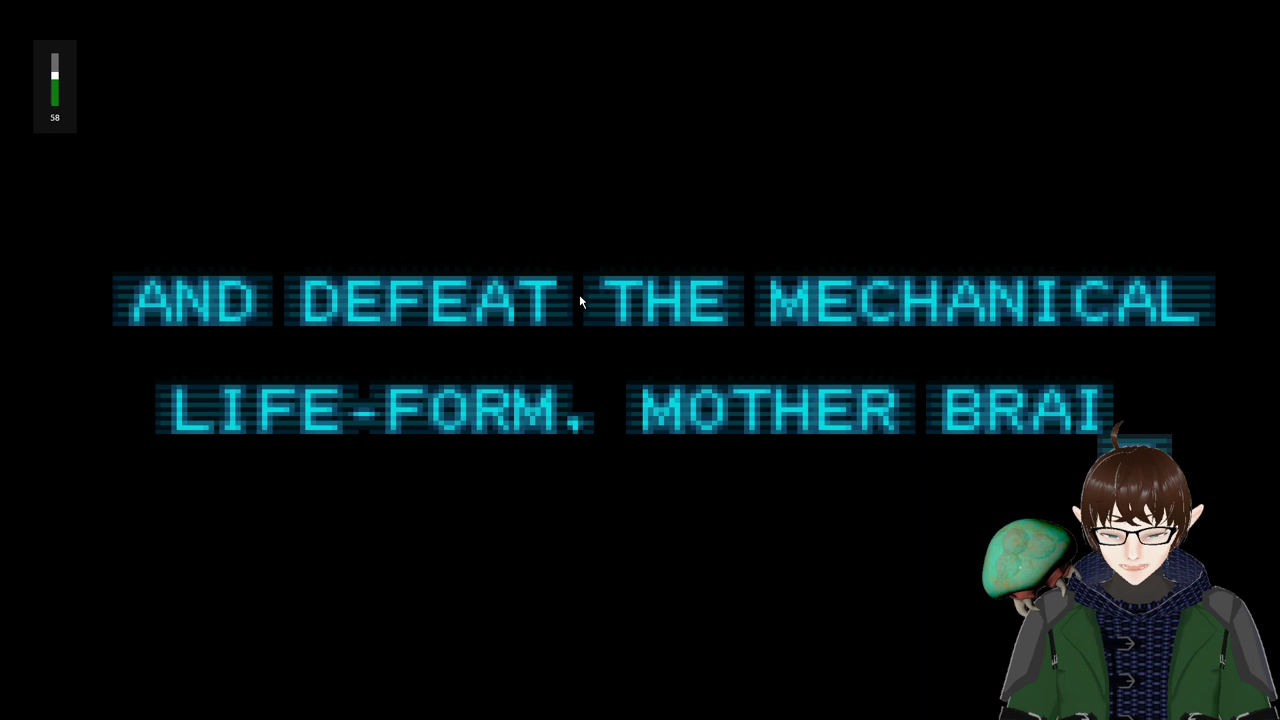 58
AND DEFEAT THE MECHANICAL
LIFE-FORM. MOTHER BRAI